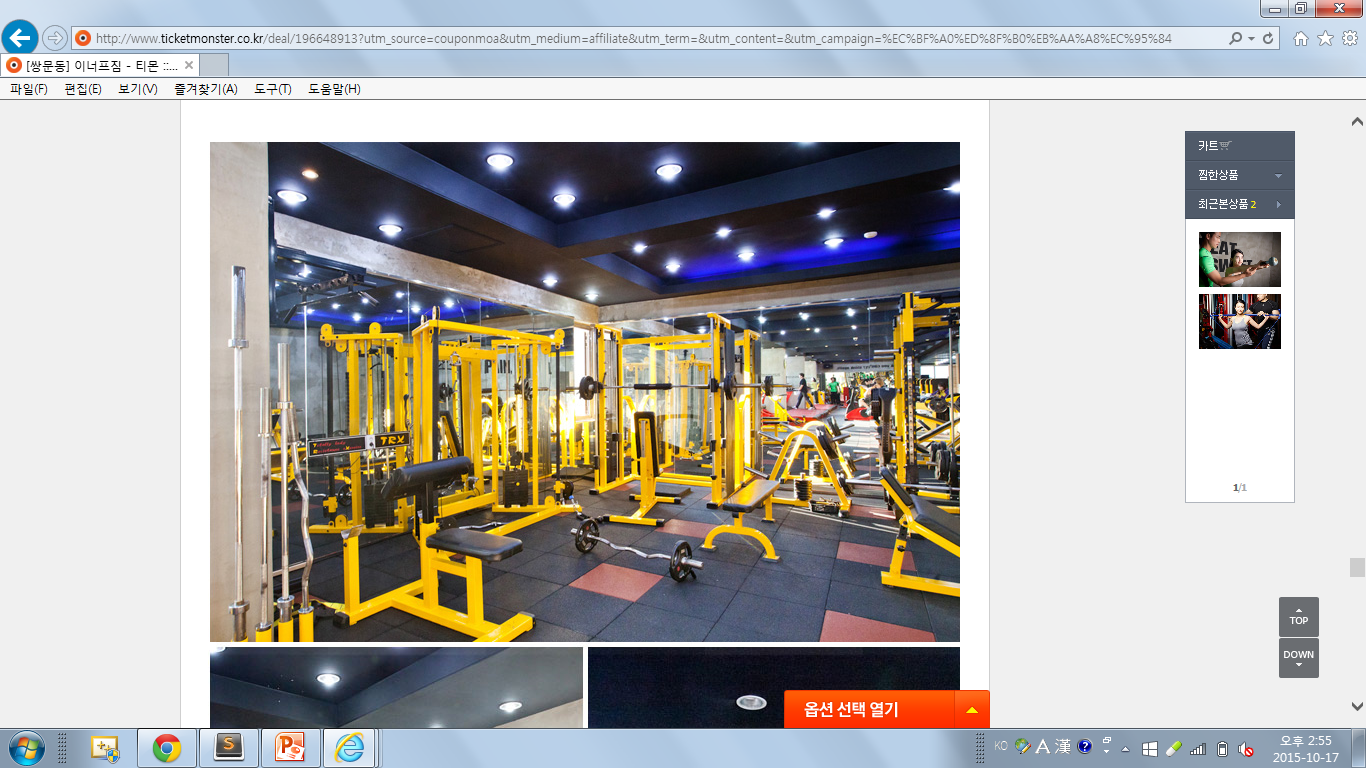 http://www.ticketmonster.co.kr/deal/196648913?utm_source=couponmoa&utm_medium=affiliate&utm_term=&utm_content=&utm_campaign=%EC%BF%A0%ED%8F%B0%EB%AA%A8%EC%95%84
[쌍문동] 이너프짐 - 티몬 ::...
파일(F) 편집(E) 보기(V) 즐겨찾기(A) 도구(T) 도움말(H)
카트
찜한상품
최근본상품 2
EAT
PAIN.
TRX
1/1
TOP
DOWN
옵션 선택 열기
KO A 漢
오후 2:55
2015-10-17